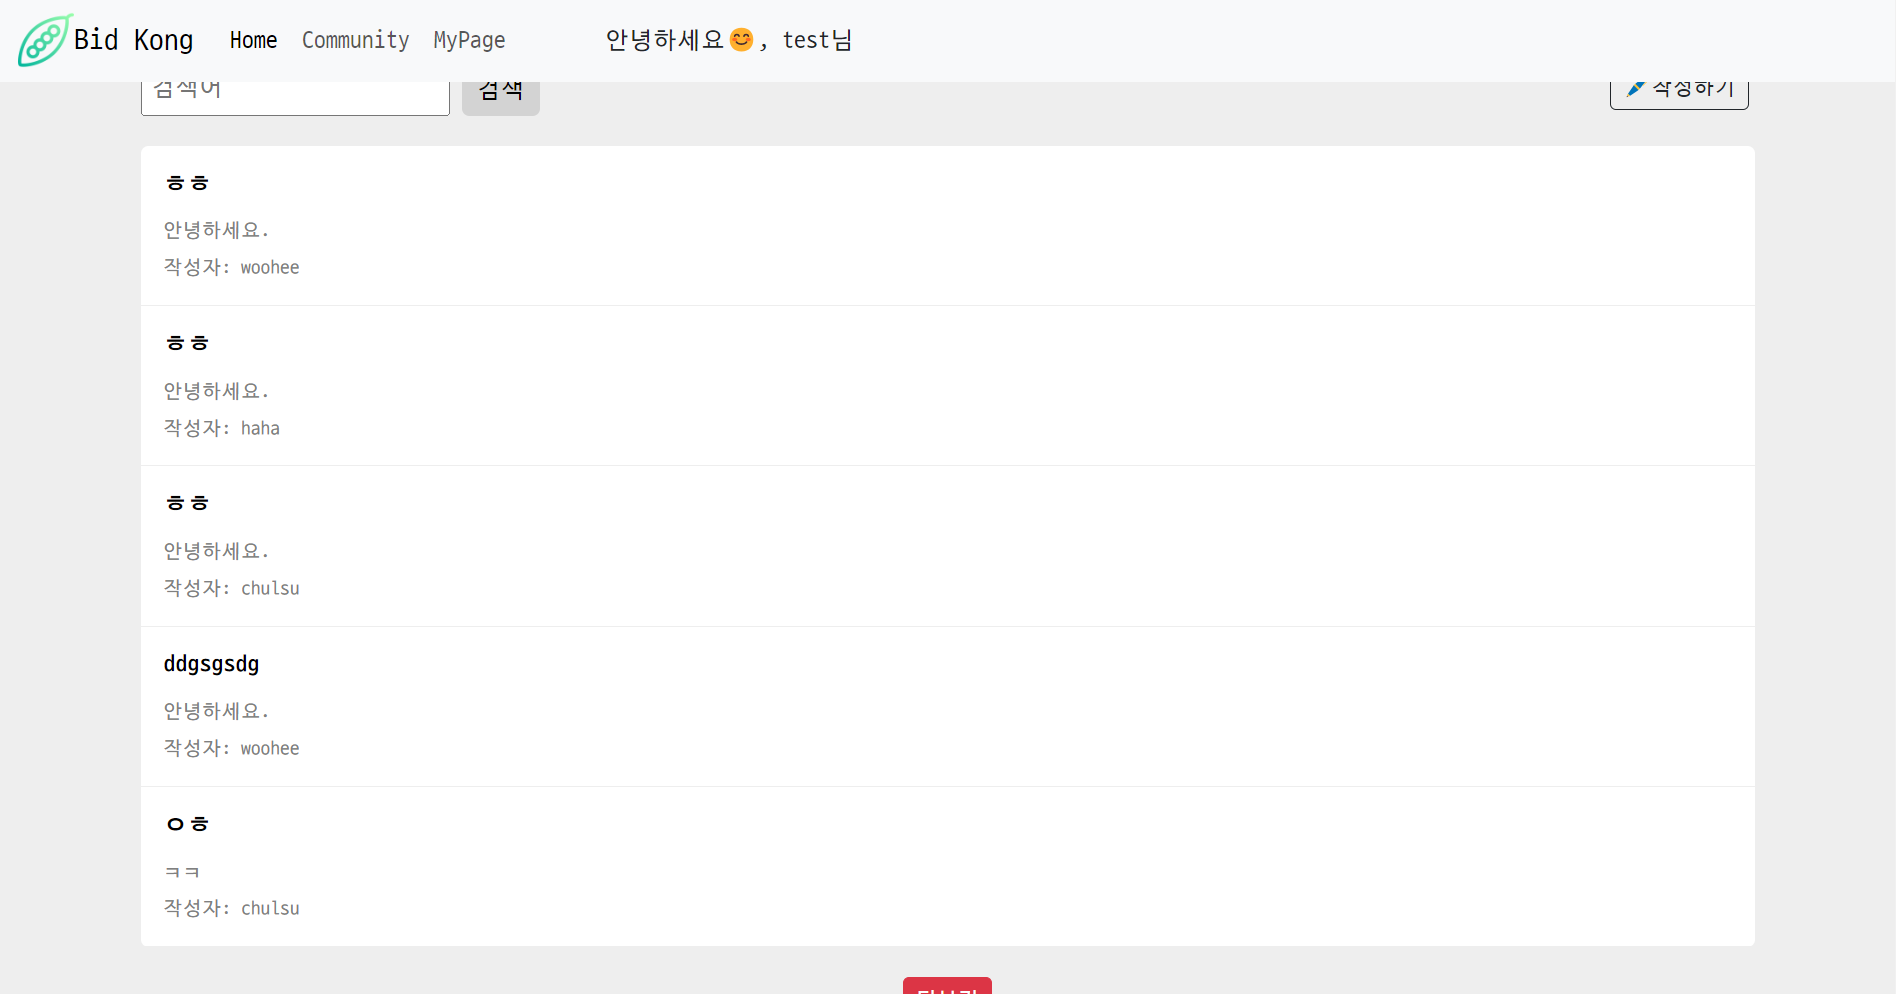 Bid Kong Home Community MyPage 안녕하세요😊, test님
검색어 검색 작성하기
ㅎㅎ
안녕하세요.
작성자: woohee
ㅎㅎ
안녕하세요.
작성자: haha
ㅎㅎ
안녕하세요.
작성자: chulsu
ddgsgsdg
안녕하세요.
작성자: woohee
ㅇㅎ
ㅋㅋ
작성자: chulsu